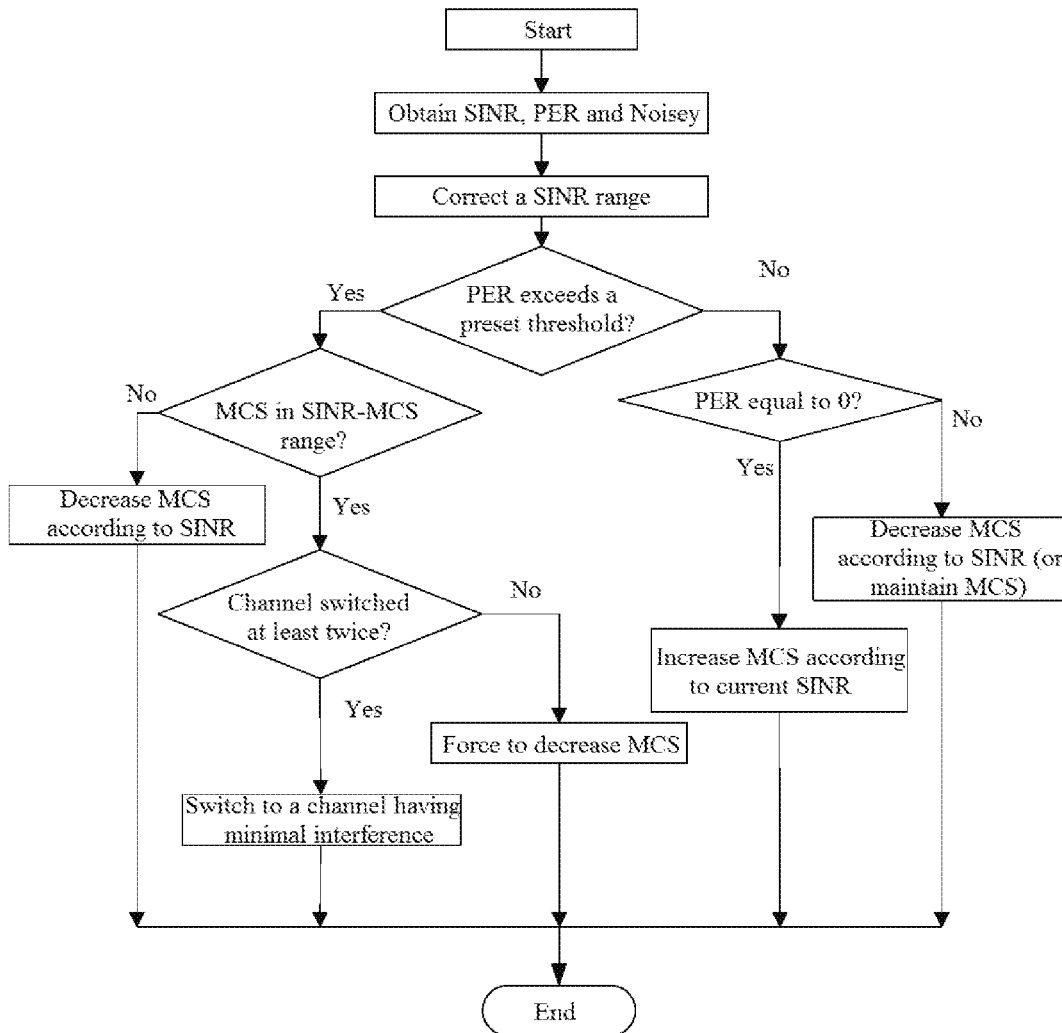 Start
Obtain SINR, PER and Noisey
Correct a SINR range
PER exceeds a
preset threshold?
Yes
No
MCS in SINR-MCS
range?
No
Yes
PER equal to 0?
Yes
No
Decrease MCS
according to SINR
Decrease MCS
according to SINR (or
maintain MCS)
Channel switched
at least twice?
No
Yes
Increase MCS according
to current SINR
Force to decrease MCS
Switch to a channel having
minimal interference
End